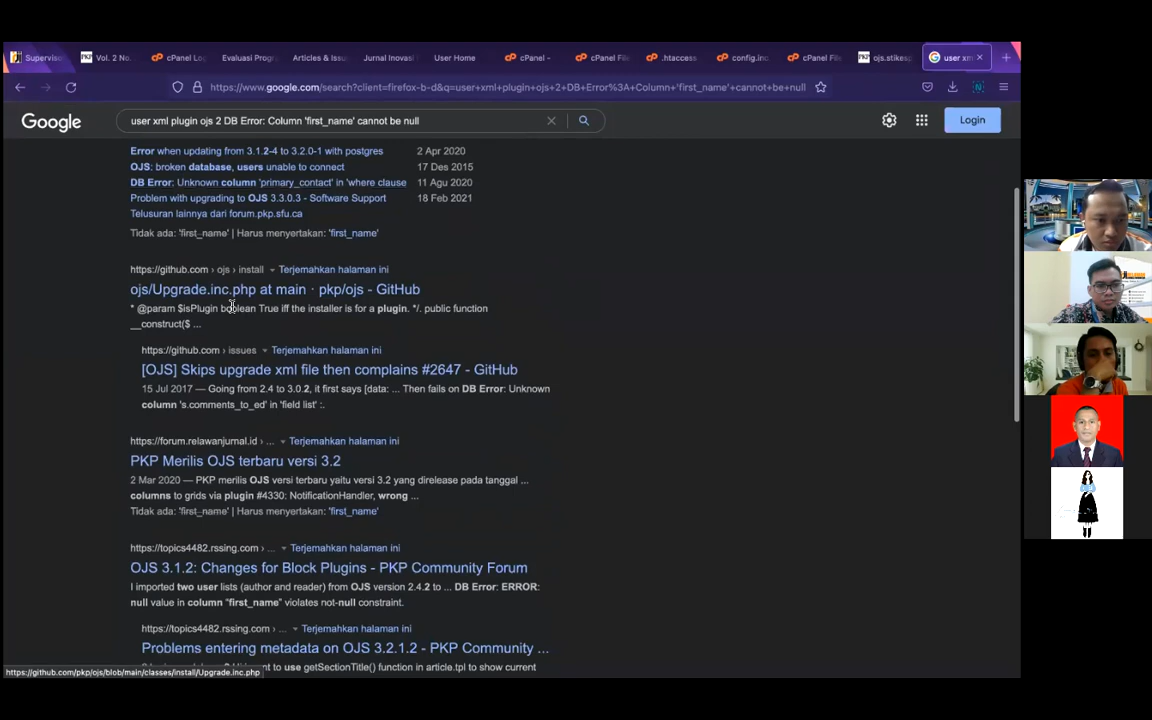 Supervisor
Vol. 2 No.
cPanel Log
Evaluasi Progr
Articles & Issu
Jurnal Inovasi
User Home
cPanel -
cPanel File
.htaccess
config.inc
cPanel File
ojs.stikes
user xml
https://www.google.com/search?client=firefox-b-d&q=user+xml+plugin+ojs+2+DB+Error%3A+Column+'first_name'+cannot+be+null
Google
user xml plugin ojs 2 DB Error: Column 'first_name' cannot be null
Login
Error when updating from 3.1.2-4 to 3.2.0-1 with postgres 2 Apr 2020
OJS: broken database, users unable to connect 17 Des 2015
DB Error: Unknown column 'primary_contact' in 'where clause 11 Agu 2020
Problem with upgrading to OJS 3.3.0.3 - Software Support 18 Feb 2021
Telusuran lainnya dari forum.pkp.sfu.ca
Tidak ada: 'first_name' | Harus menyertakan: 'first_name'
https://github.com › ojs › install Terjemahkan halaman ini
ojs/Upgrade.inc.php at main · pkp/ojs - GitHub
* @param $isPlugin boolean True iff the installer is for a plugin. */. public function
__construct($ ...
https://github.com › issues Terjemahkan halaman ini
[OJS] Skips upgrade xml file then complains #2647 - GitHub
15 Jul 2017 — Going from 2.4 to 3.0.2, it first says [data: ... Then fails on DB Error: Unknown
column 's.comments_to_ed' in 'field list' :.
https://forum.relawanjurnal.id › ... Terjemahkan halaman ini
PKP Merilis OJS terbaru versi 3.2
2 Mar 2020 — PKP merilis OJS versi terbaru yaitu versi 3.2 yang direlease pada tanggal ...
columns to grids via plugin #4330: NotificationHandler, wrong ...
Tidak ada: 'first_name' | Harus menyertakan: 'first_name'
https://topics4482.rssing.com › ... Terjemahkan halaman ini
OJS 3.1.2: Changes for Block Plugins - PKP Community Forum
I imported two user lists (author and reader) from OJS version 2.4.2 to ... DB Error: ERROR:
null value in column "first_name" violates not-null constraint.
https://topics4482.rssing.com › ... Terjemahkan halaman ini
Problems entering metadata on OJS 3.2.1.2 - PKP Community ...
use getSectionTitle() function in article.tpl to show current
https://github.com/pkp/ojs/blob/main/classes/install/Upgrade.inc.php